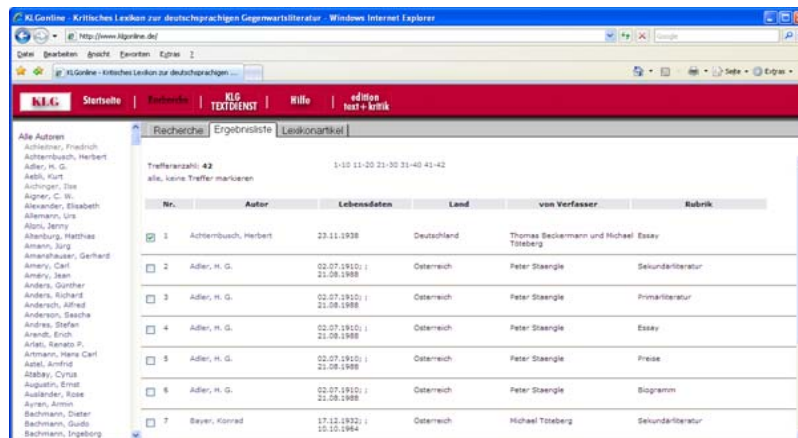 KLGonline - Kritisches Lexikon zur deutschsprachigen Gegenwartsliteratur - Windows Internet Explorer
http://www.klgonline.de/
Google
Datei Bearbeiten Ansicht Favoriten Extras ?
KLGonline - Kritisches Lexikon zur deutschsprachigen ...
Seite Extras
KLG Startseite Recherche KLG TEXTDIENST Hilfe edition text+kritik
Recherche Ergebnisliste Lexikonartikel
Alle Autoren
Achleitner, Friedrich
Achternbusch, Herbert
Adler, H. G.
Aebli, Kurt
Aichinger, Ilse
Aigner, C. W.
Alexander, Elisabeth
Allemann, Urs
Aloni, Jenny
Altenburg, Matthias
Amann, Jürg
Amanshauser, Gerhard
Amery, Carl
Améry, Jean
Anders, Günther
Anders, Richard
Andersch, Alfred
Anderson, Sascha
Andres, Stefan
Arendt, Erich
Arlati, Renato P.
Artmann, Hans Carl
Astel, Arnfrid
Atabay, Cyrus
Augustin, Ernst
Ausländer, Rose
Ayren, Armin
Bachmann, Dieter
Bachmann, Guido
Bachmann, Ingeborg
Trefferanzahl: 42
1-10 11-20 21-30 31-40 41-42
alle, keine Treffer markieren
Nr. Autor Lebensdaten Land von Verfasser Rubrik
1 Achternbusch, Herbert 23.11.1938 Deutschland Thomas Beckermann und Michael Essay
Töteberg
2 Adler, H. G. 02.07.1910; ; Österreich Peter Staengle Sekundärliteratur
21.08.1988
3 Adler, H. G. 02.07.1910; ; Österreich Peter Staengle Primärliteratur
21.08.1988
4 Adler, H. G. 02.07.1910; ; Österreich Peter Staengle Essay
21.08.1988
5 Adler, H. G. 02.07.1910; ; Österreich Peter Staengle Preise
21.08.1988
6 Adler, H. G. 02.07.1910; ; Österreich Peter Staengle Biogramm
21.08.1988
7 Bayer, Konrad 17.12.1932; ; Österreich Michael Töteberg Sekundärliteratur
10.10.1964